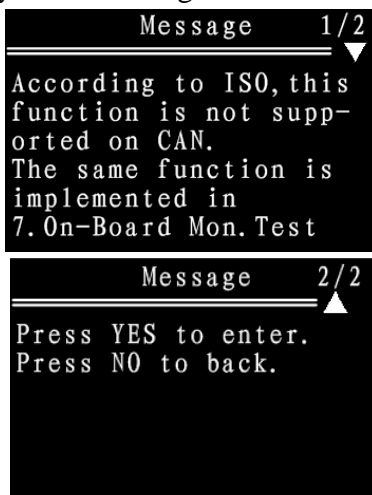 Message 1/2
According to ISO,this
function is not supp-
orted on CAN.
The same function is
implemented in
7.On-Board Mon.Test
Message 2/2
Press YES to enter.
Press NO to back.